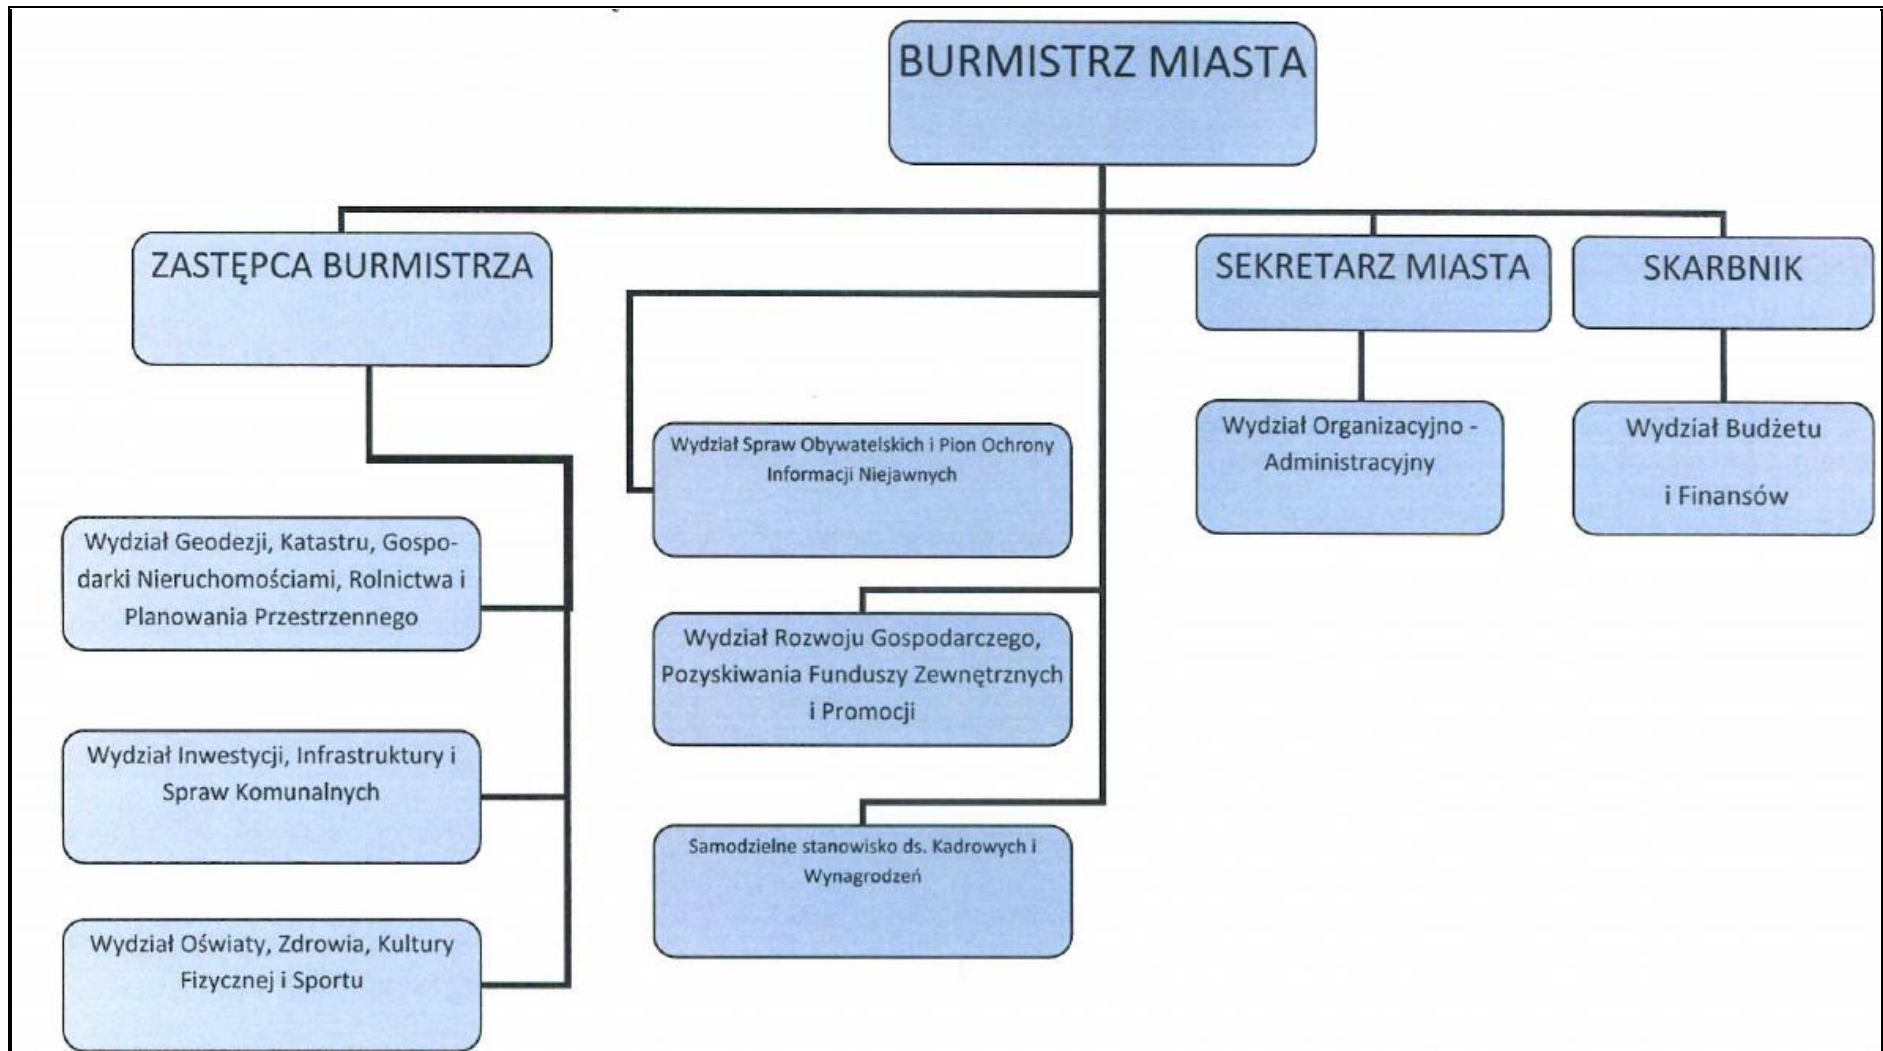 BURMISTRZ MIASTA
ZASTĘPCA BURMISTRZA
SEKRETARZ MIASTA
SKARBNIK
Wydział Spraw Obywatelskich i Pion Ochrony
Informacji Niejawnych
Wydział Organizacyjno -
Administracyjny
Wydział Budżetu
i Finansów
Wydział Geodezji, Katastru, Gospo-
darki Nieruchomościami, Rolnictwa i
Planowania Przestrzennego
Wydział Rozwoju Gospodarczego,
Pozyskiwania Funduszy Zewnętrznych
i Promocji
Wydział Inwestycji, Infrastruktury i
Spraw Komunalnych
Samodzielne stanowisko ds. Kadrowych i
Wynagrodzeń
Wydział Oświaty, Zdrowia, Kultury
Fizycznej i Sportu